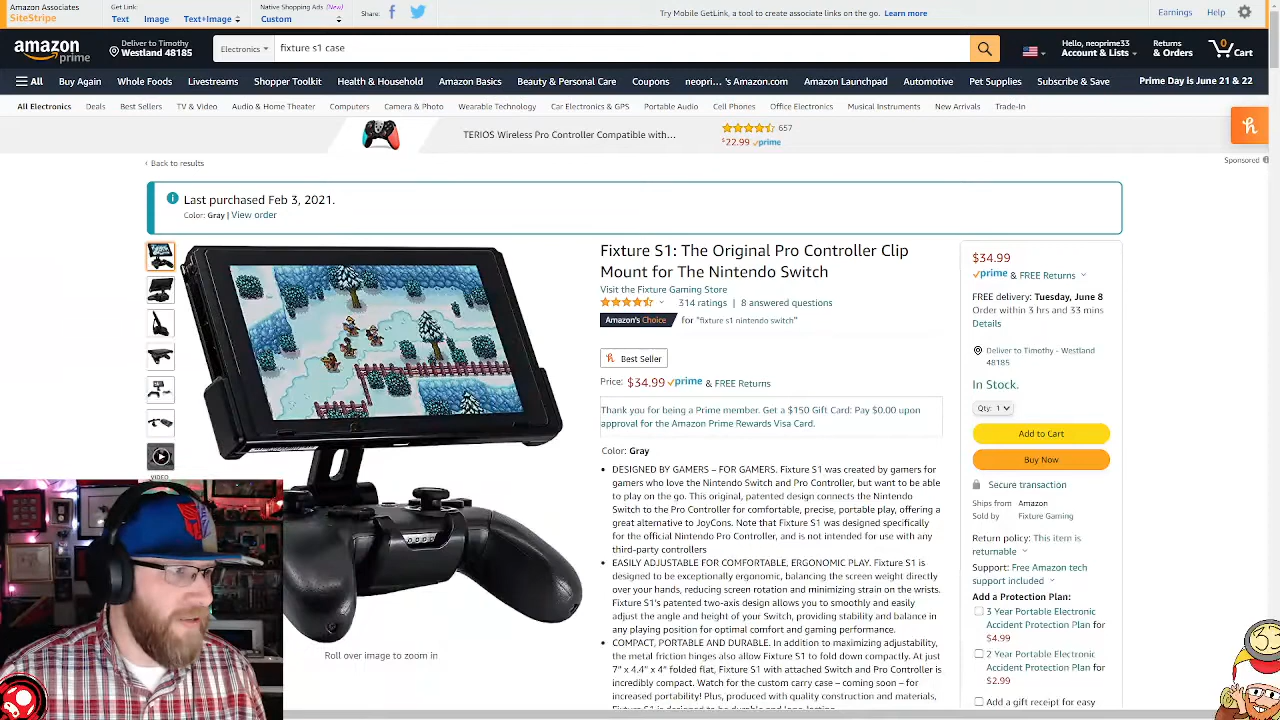 Amazon Associates
SiteStripe
Get Link:
Text Image Text+Image
Native Shopping Ads (New)
Custom
Share:
Try Mobile GetLink, a tool to create associate links on the go. Learn more
Earnings Help
amazon prime
Deliver to Timothy
Westland 48185
Electronics
fixture s1 case
Hello, neoprime33
Account & Lists
Returns
& Orders
0
Cart
All Buy Again Whole Foods Livestreams Shopper Toolkit Health & Household Amazon Basics Beauty & Personal Care Coupons neopri... 's Amazon.com Amazon Launchpad Automotive Pet Supplies Subscribe & Save Prime Day is June 21 & 22
All Electronics Deals Best Sellers TV & Video Audio & Home Theater Computers Camera & Photo Wearable Technology Car Electronics & GPS Portable Audio Cell Phones Office Electronics Musical Instruments New Arrivals Trade-In
TERIOS Wireless Pro Controller Compatible with...
657
$22.99 prime
‹ Back to results
Sponsored
Last purchased Feb 3, 2021.
Color: Gray | View order
VIDEO
Roll over image to zoom in
Fixture S1: The Original Pro Controller Clip
Mount for The Nintendo Switch
Visit the Fixture Gaming Store
314 ratings | 8 answered questions
Amazon's Choice for "fixture s1 nintendo switch"
Best Seller
Price: $34.99 prime & FREE Returns
Thank you for being a Prime member. Get a $150 Gift Card: Pay $0.00 upon
approval for the Amazon Prime Rewards Visa Card.
Color: Gray
• DESIGNED BY GAMERS – FOR GAMERS. Fixture S1 was created by gamers for
gamers who love the Nintendo Switch and Pro Controller, but want to be able
to play on the go. This original, patented design connects the Nintendo
Switch to the Pro Controller for comfortable, precise, portable play, offering a
great alternative to JoyCons. Note that Fixture S1 was designed specifically
for the official Nintendo Pro Controller, and is not intended for use with any
third-party controllers
• EASILY ADJUSTABLE FOR COMFORTABLE, ERGONOMIC PLAY. Fixture S1 is
designed to be exceptionally ergonomic, balancing the screen weight directly
over your hands, reducing screen rotation and minimizing strain on the wrists.
Fixture S1's patented two-axis design allows you to smoothly and easily
adjust the angle and height of your Switch, providing stability and balance in
any playing position for optimal comfort and gaming performance.
• COMPACT, PORTABLE AND DURABLE. In addition to maximizing adjustability,
the metal friction hinges also allow Fixture S1 to fold down compactly. At just
7" x 4.4" x 4" folded flat, Fixture S1 with attached Switch and Pro Controller is
incredibly compact. Watch for the custom carry case – coming soon – for
increased portability! Plus, produced with quality construction and materials,
Fixture S1 is designed to be durable and long-lasting
$34.99
prime & FREE Returns
FREE delivery: Tuesday, June 8
Order within 3 hrs and 33 mins
Details
Deliver to Timothy - Westland
48185
In Stock.
Qty: 1
Add to Cart
Buy Now
Secure transaction
Ships from Amazon
Sold by Fixture Gaming
Return policy: This item is
returnable
Support: Free Amazon tech
support included
Add a Protection Plan:
3 Year Portable Electronic
Accident Protection Plan for
$4.99
2 Year Portable Electronic
Accident Protection Plan for
$2.99
Add a gift receipt for easy